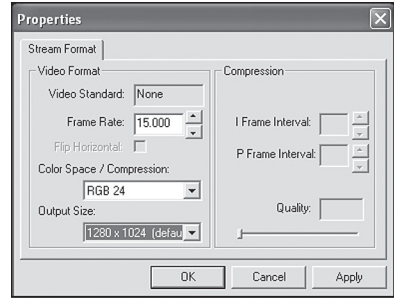 Properties
Stream Format
Video Format
Video Standard: None
Frame Rate: 15.000
Flip Horizontal:
Color Space / Compression:
RGB 24
Output Size:
1280 x 1024 (defau
Compression
I Frame Interval:
P Frame Interval:
Quality:
OK Cancel Apply